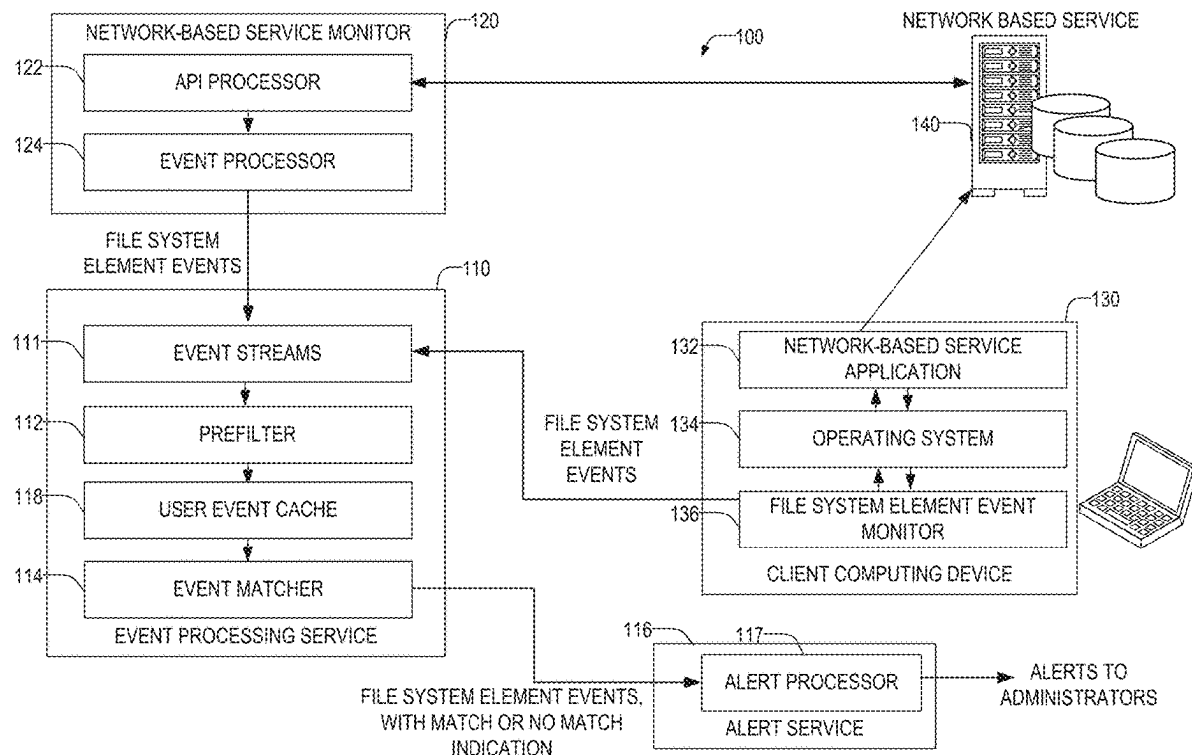 NETWORK-BASED SERVICE MONITOR
120
122
API PROCESSOR
124
EVENT PROCESSOR
100
NETWORK BASED SERVICE
140
FILE SYSTEM
ELEMENT EVENTS
110
111
EVENT STREAMS
112
PREFILTER
118
USER EVENT CACHE
114
EVENT MATCHER
EVENT PROCESSING SERVICE
FILE SYSTEM
ELEMENT
EVENTS
130
132
NETWORK-BASED SERVICE
APPLICATION
134
OPERATING SYSTEM
136
FILE SYSTEM ELEMENT EVENT
MONITOR
CLIENT COMPUTING DEVICE
116
117
ALERT PROCESSOR
ALERT SERVICE
ALERTS TO
ADMINISTRATORS
FILE SYSTEM ELEMENT EVENTS,
WITH MATCH OR NO MATCH
INDICATION